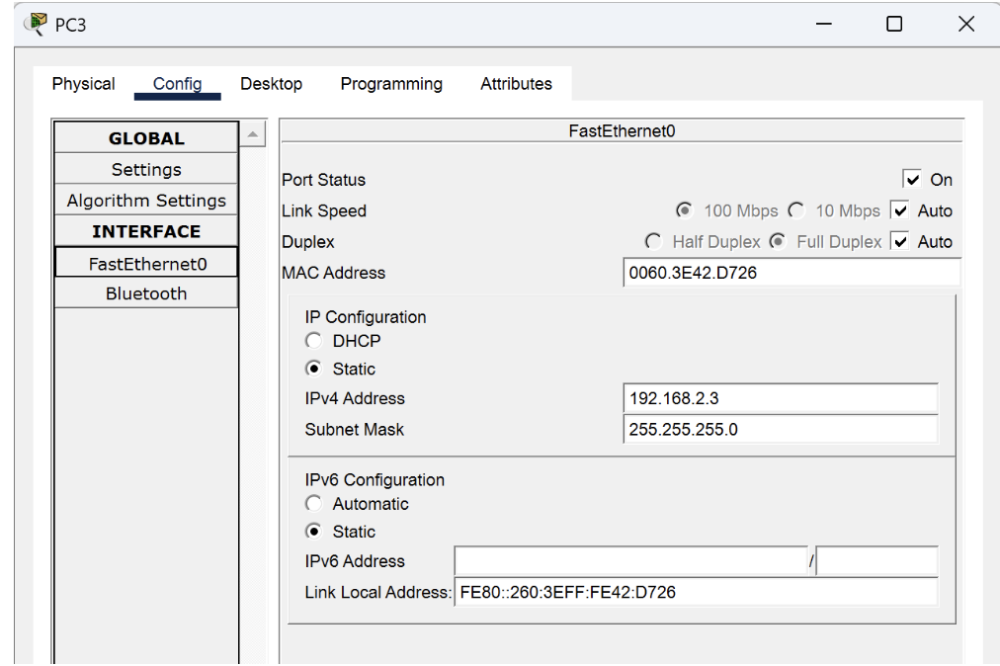 PC3
Physical Config Desktop Programming Attributes
GLOBAL
Settings
Algorithm Settings
INTERFACE
FastEthernet0
Bluetooth
FastEthernet0
Port Status On
Link Speed 100 Mbps 10 Mbps Auto
Duplex Half Duplex Full Duplex Auto
MAC Address 0060.3E42.D726
IP Configuration
DHCP
Static
IPv4 Address 192.168.2.3
Subnet Mask 255.255.255.0
IPv6 Configuration
Automatic
Static
IPv6 Address /
Link Local Address: FE80::260:3EFF:FE42:D726